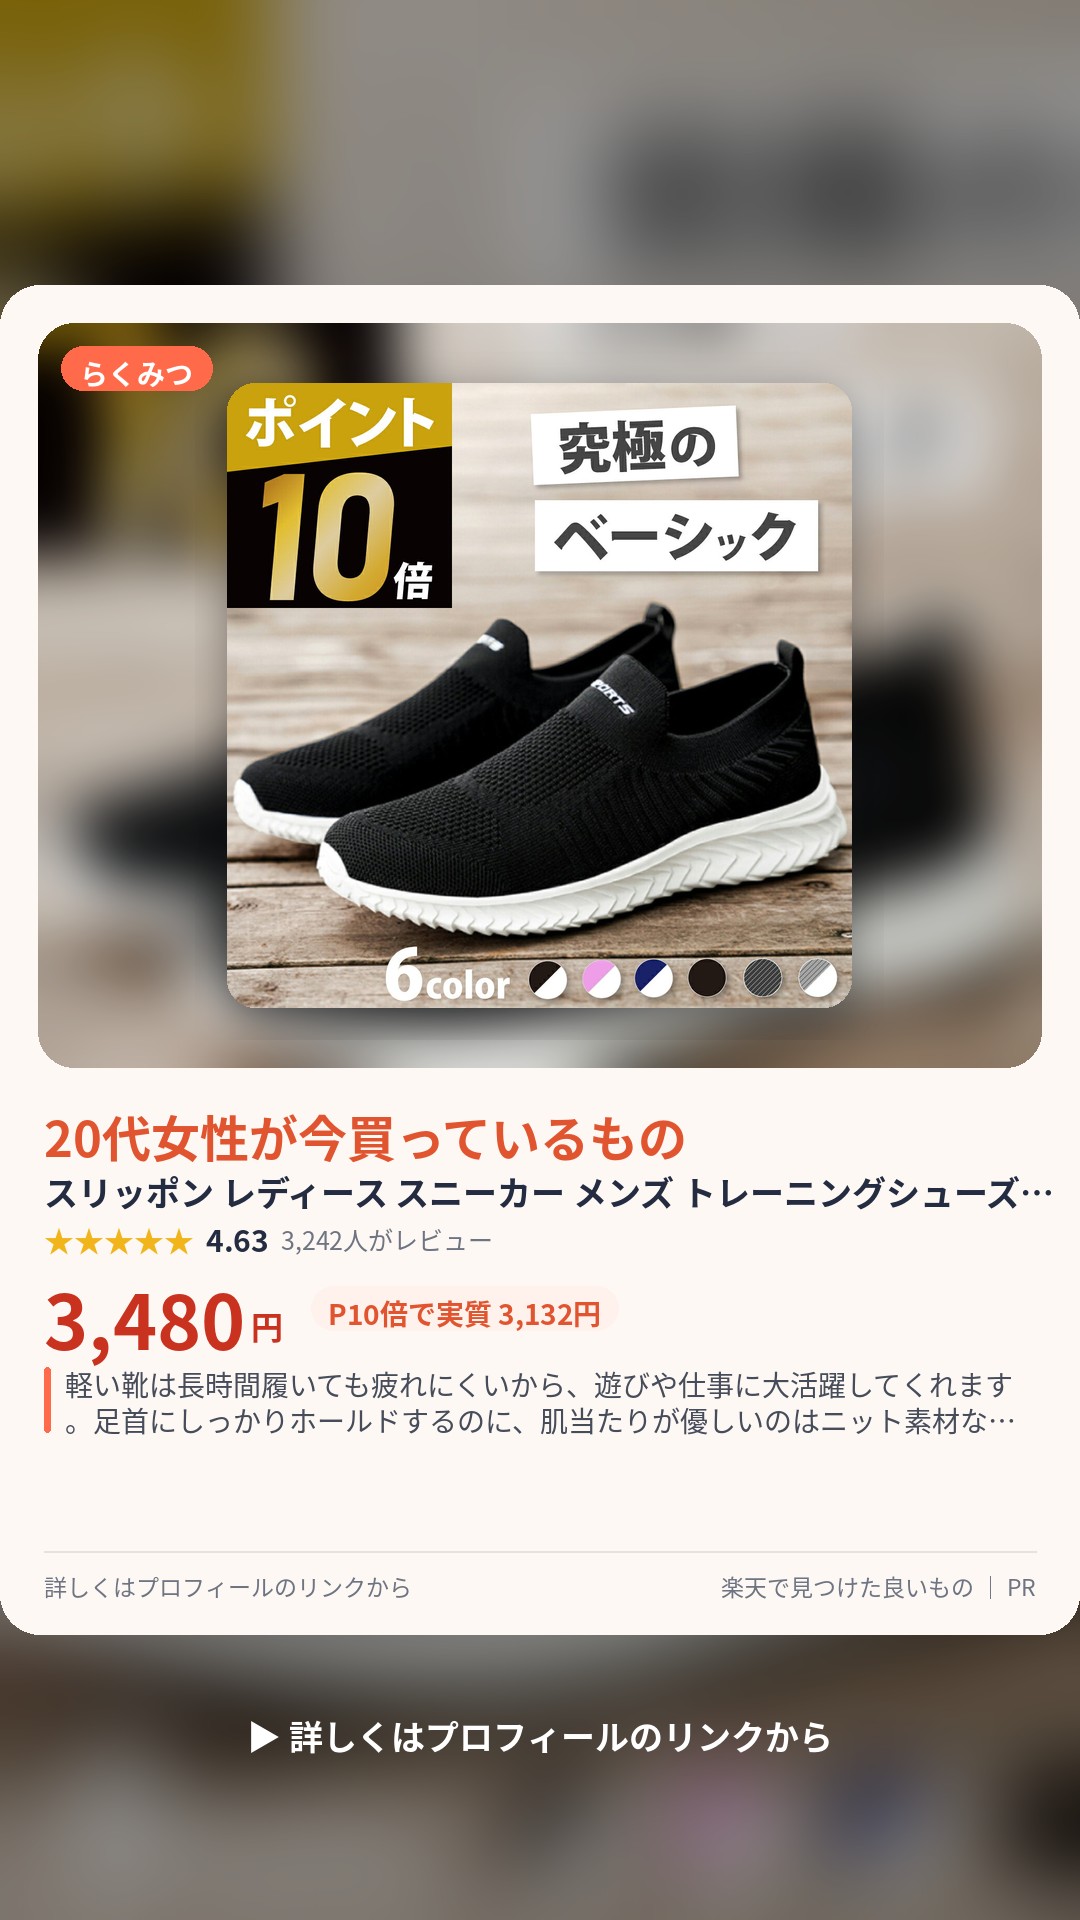 らくみつ
ポイント
10倍
究極の
ベーシック
PORTS
6color
20代女性が今買っているもの
スリッポン レディース スニーカー メンズ トレーニングシューズ…
★★★★★ 4.63 3,242人がレビュー
3,480円 P10倍で実質 3,132円
軽い靴は長時間履いても疲れにくいから、遊びや仕事に大活躍してくれます
。足首にしっかりホールドするのに、肌当たりが優しいのはニット素材な…
詳しくはプロフィールのリンクから
楽天で見つけた良いもの ｜ PR
▶ 詳しくはプロフィールのリンクから